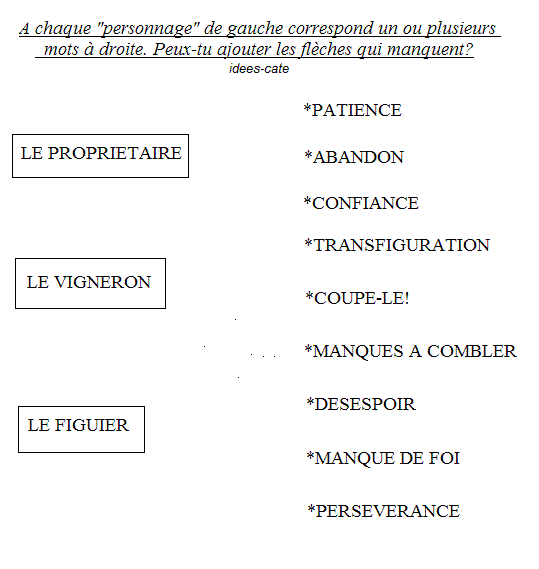 A chaque "personnage" de gauche correspond un ou plusieurs
mots à droite. Peux-tu ajouter les flèches qui manquent?
idees-cate
*PATIENCE
LE PROPRIETAIRE
*ABANDON
*CONFIANCE
*TRANSFIGURATION
LE VIGNERON
*COUPE-LE!
*MANQUES A COMBLER
*DESESPOIR
LE FIGUIER
*MANQUE DE FOI
*PERSEVERANCE